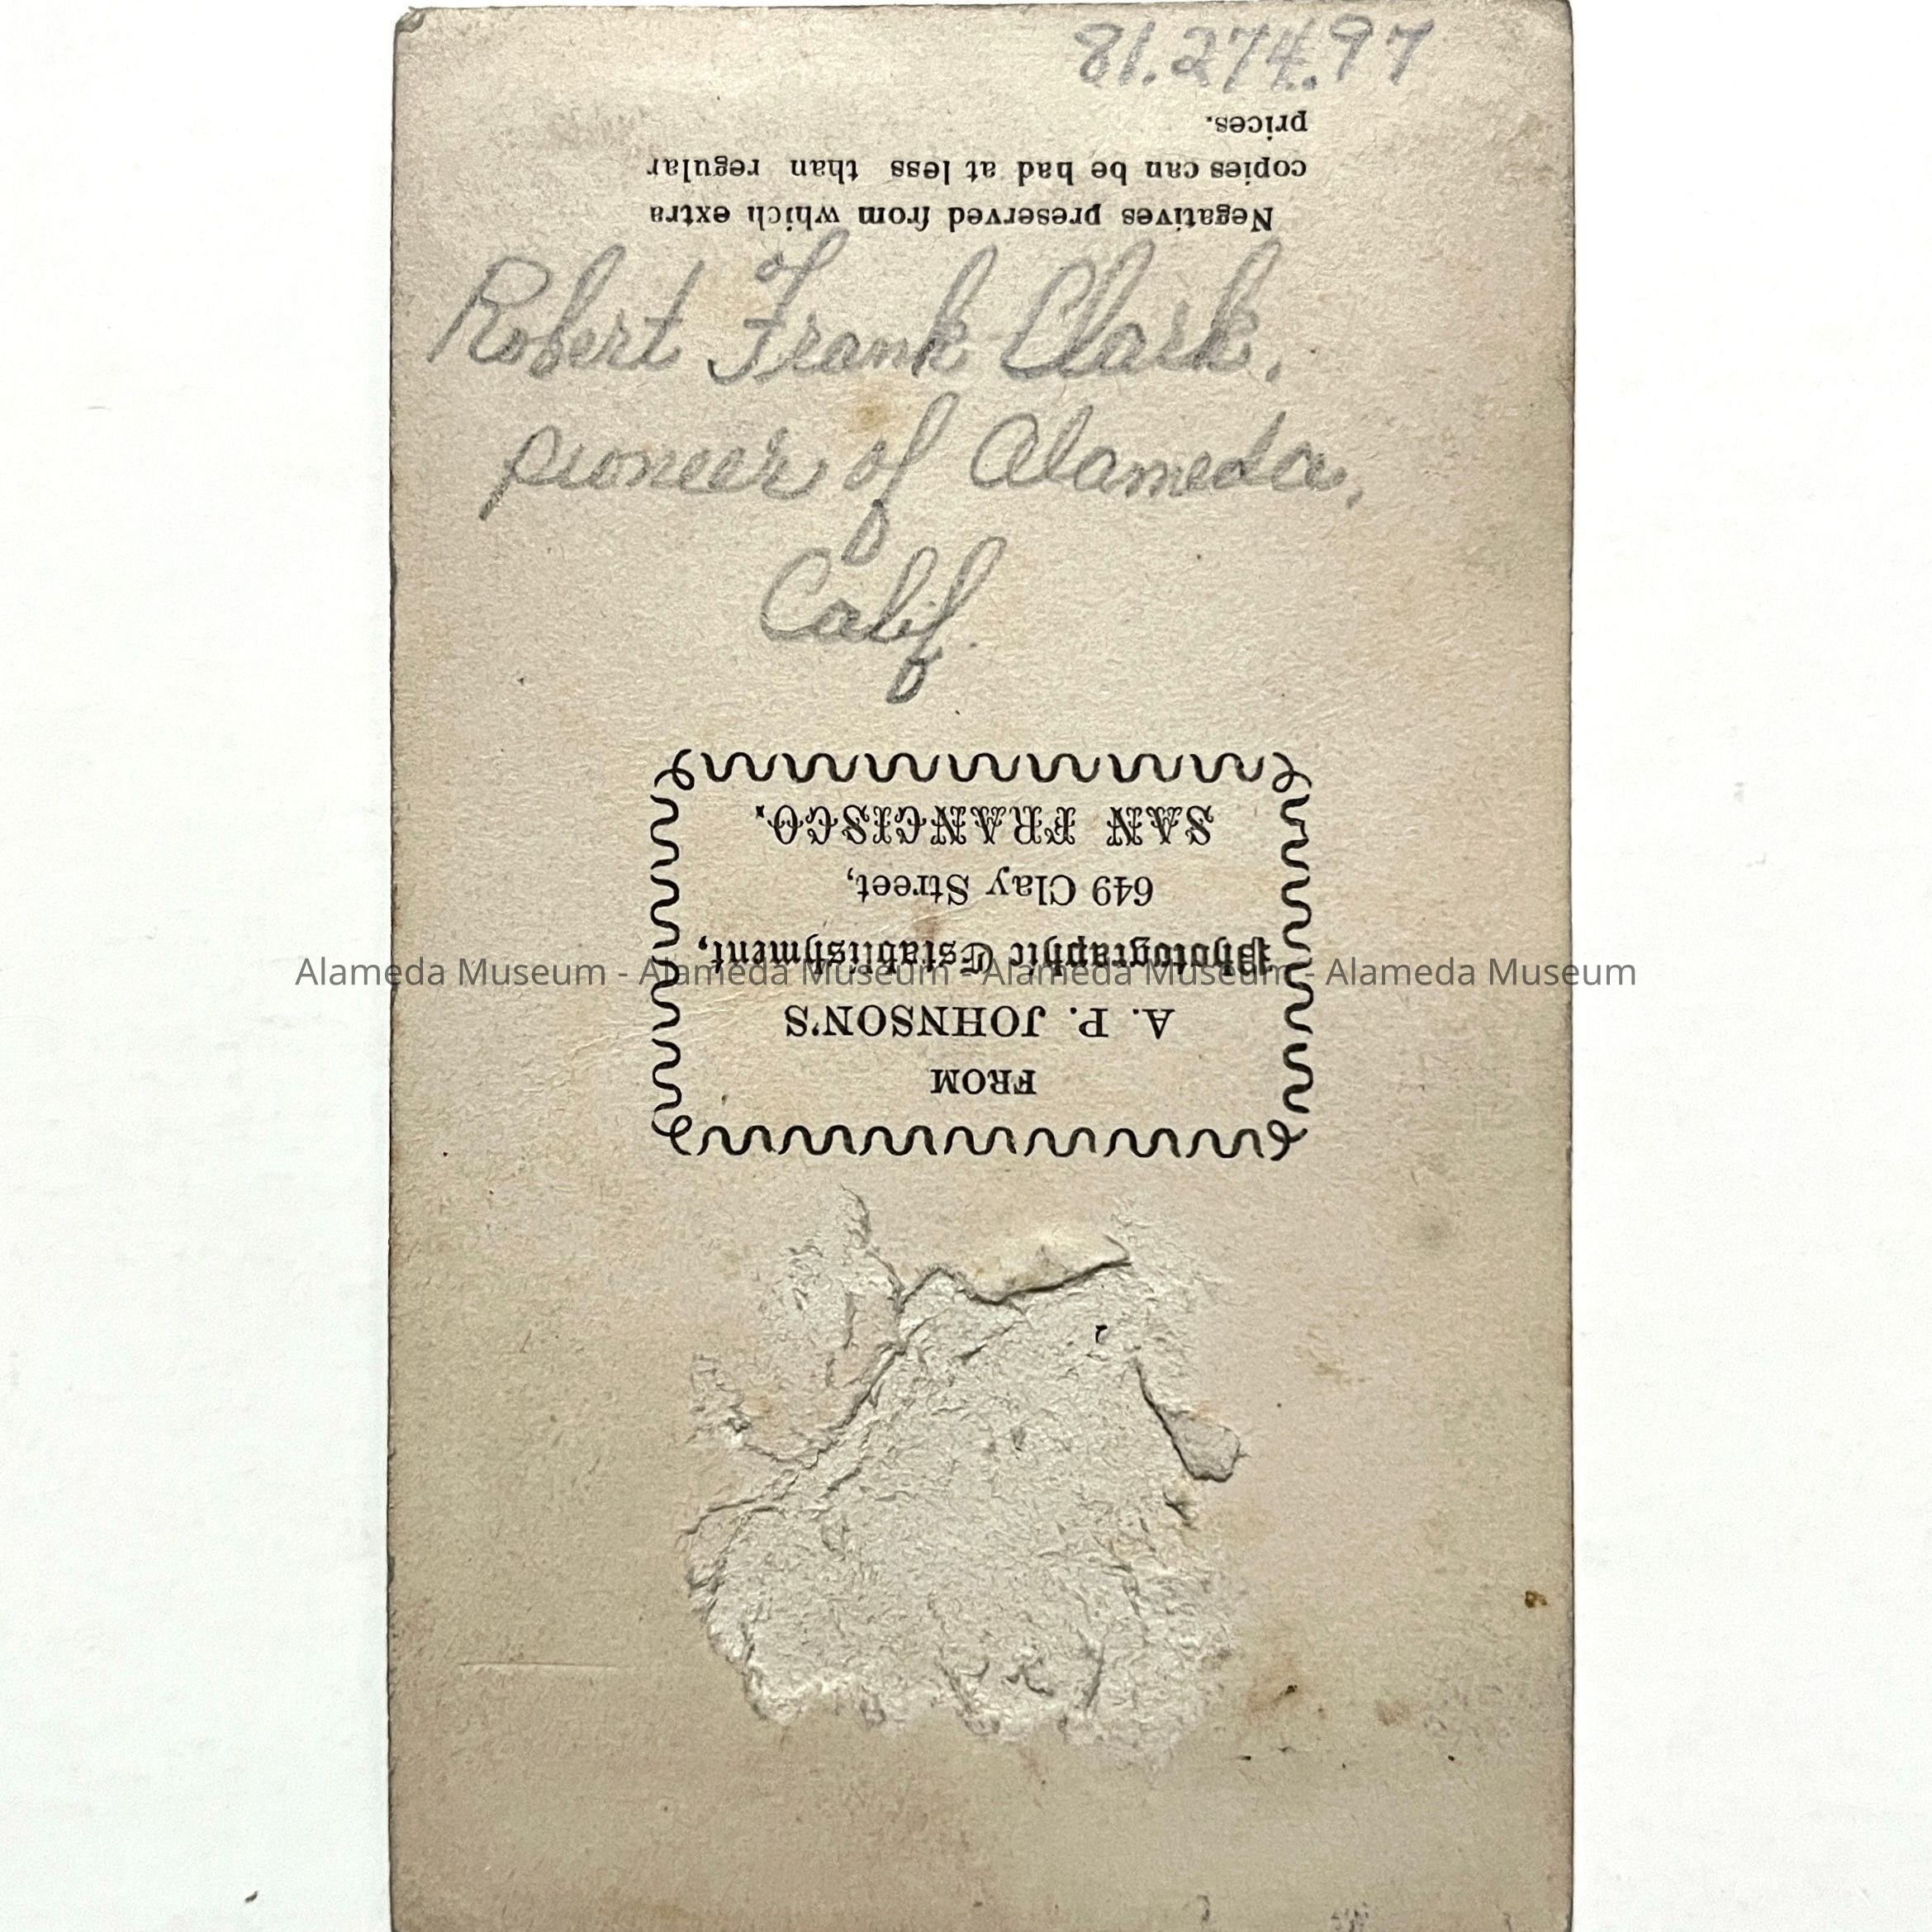 81.274.97
Robert Frank Clark,
pioneer of Alameda,
Calif.
FROM
A. P. JOHNSON'S
Photographic Establishment,
649 Clay Street,
SAN FRANCISCO.
Negatives preserved from which extra
copies can be had at less than regular
prices.
Alameda Museum - Alameda Museum - Alameda Museum - Alameda Museum